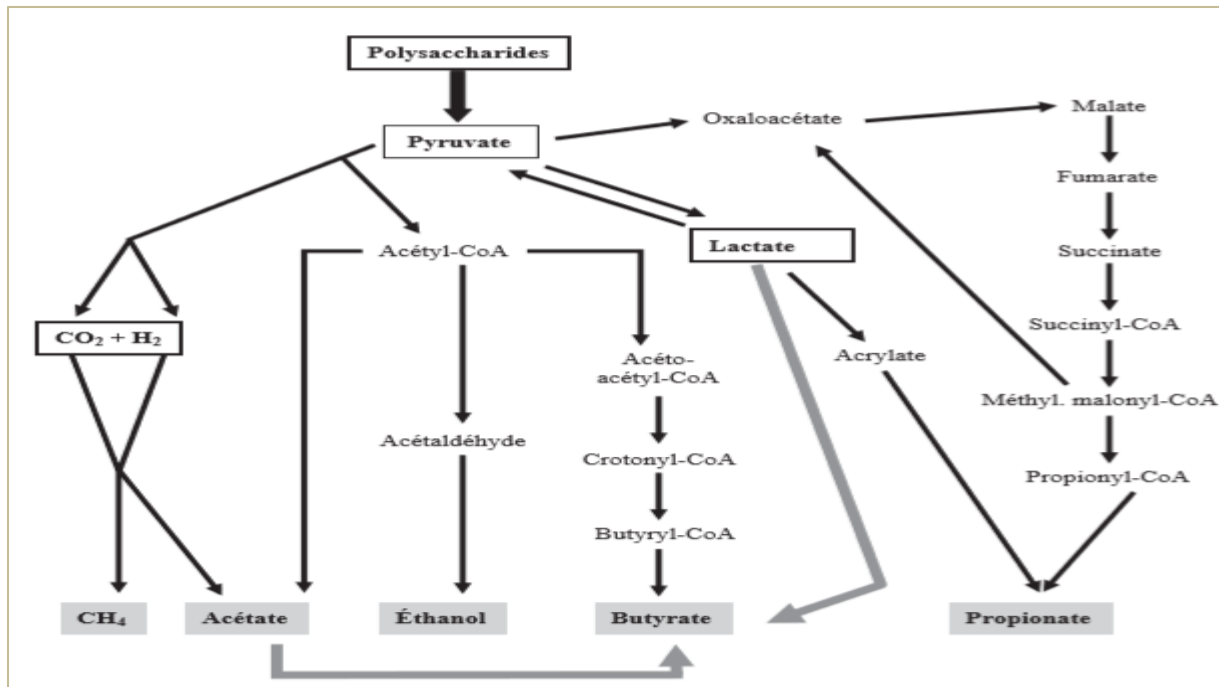 Polysaccharides
Pyruvate
Oxaloacétate
Malate
Fumarate
Acétyl-CoA
Lactate
Succinate
CO₂ + H₂
Succinyl-CoA
Acéto-
acétyl-CoA
Acrylate
Méthyl. malonyl-CoA
Acétaldéhyde
Crotonyl-CoA
Propionyl-CoA
Butyryl-CoA
CH₄
Acétate
Éthanol
Butyrate
Propionate